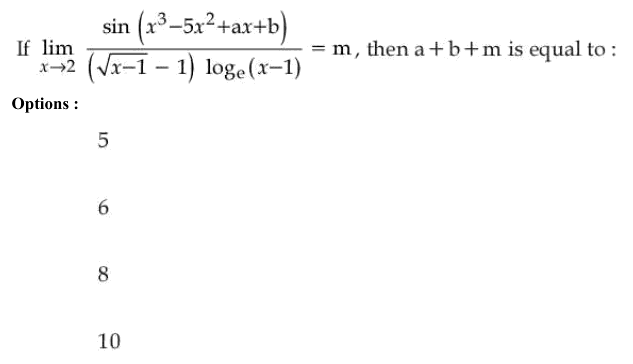 If lim x→2 sin (x³–5x²+ax+b) / (√x–1 – 1) logₑ(x–1) = m, then a+b+m is equal to :
Options :
5
6
8
10